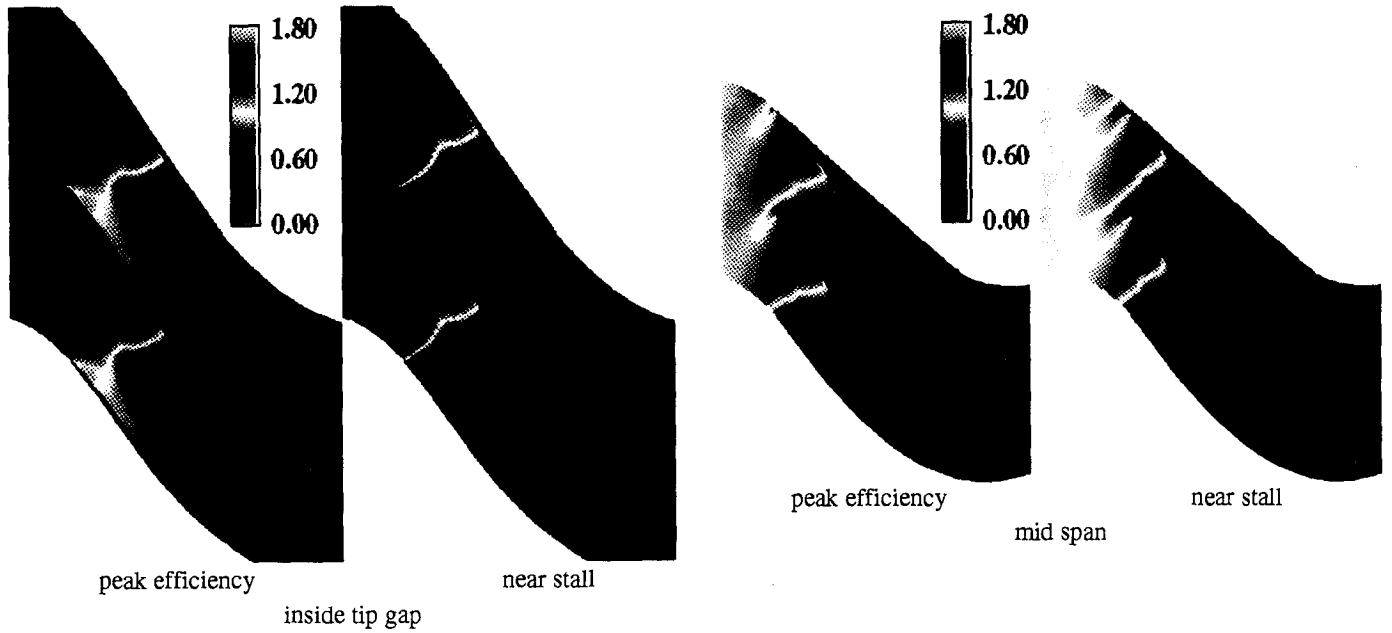 1.80
1.20
0.60
0.00
peak efficiency
near stall
inside tip gap
1.80
1.20
0.60
0.00
peak efficiency
near stall
mid span